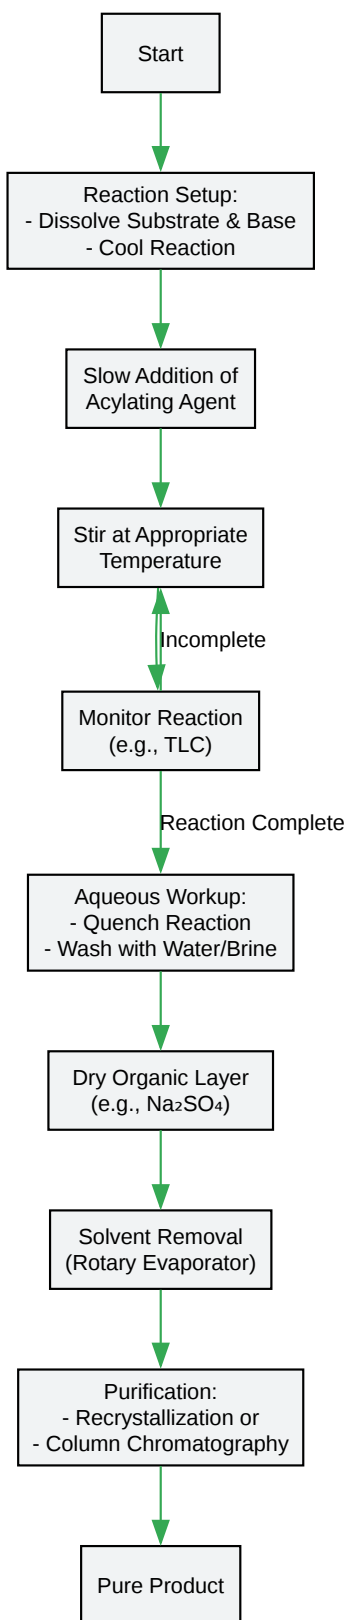 Start
Reaction Setup:
- Dissolve Substrate & Base
- Cool Reaction
Slow Addition of
Acylating Agent
Stir at Appropriate
Temperature
Incomplete
Monitor Reaction
(e.g., TLC)
Reaction Complete
Aqueous Workup:
- Quench Reaction
- Wash with Water/Brine
Dry Organic Layer
(e.g., Na₂SO₄)
Solvent Removal
(Rotary Evaporator)
Purification:
- Recrystallization or
- Column Chromatography
Pure Product